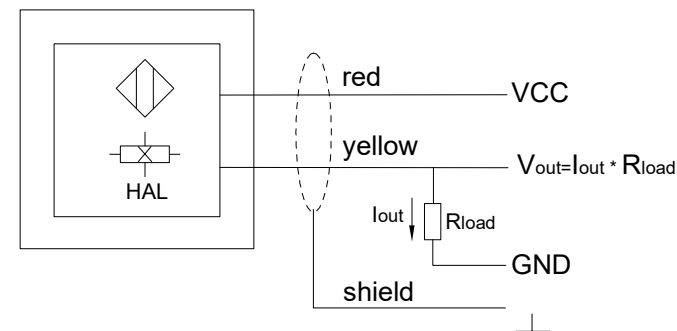 red
VCC
yellow
Vout=Iout * Rload
HAL
Iout
Rload
GND
shield